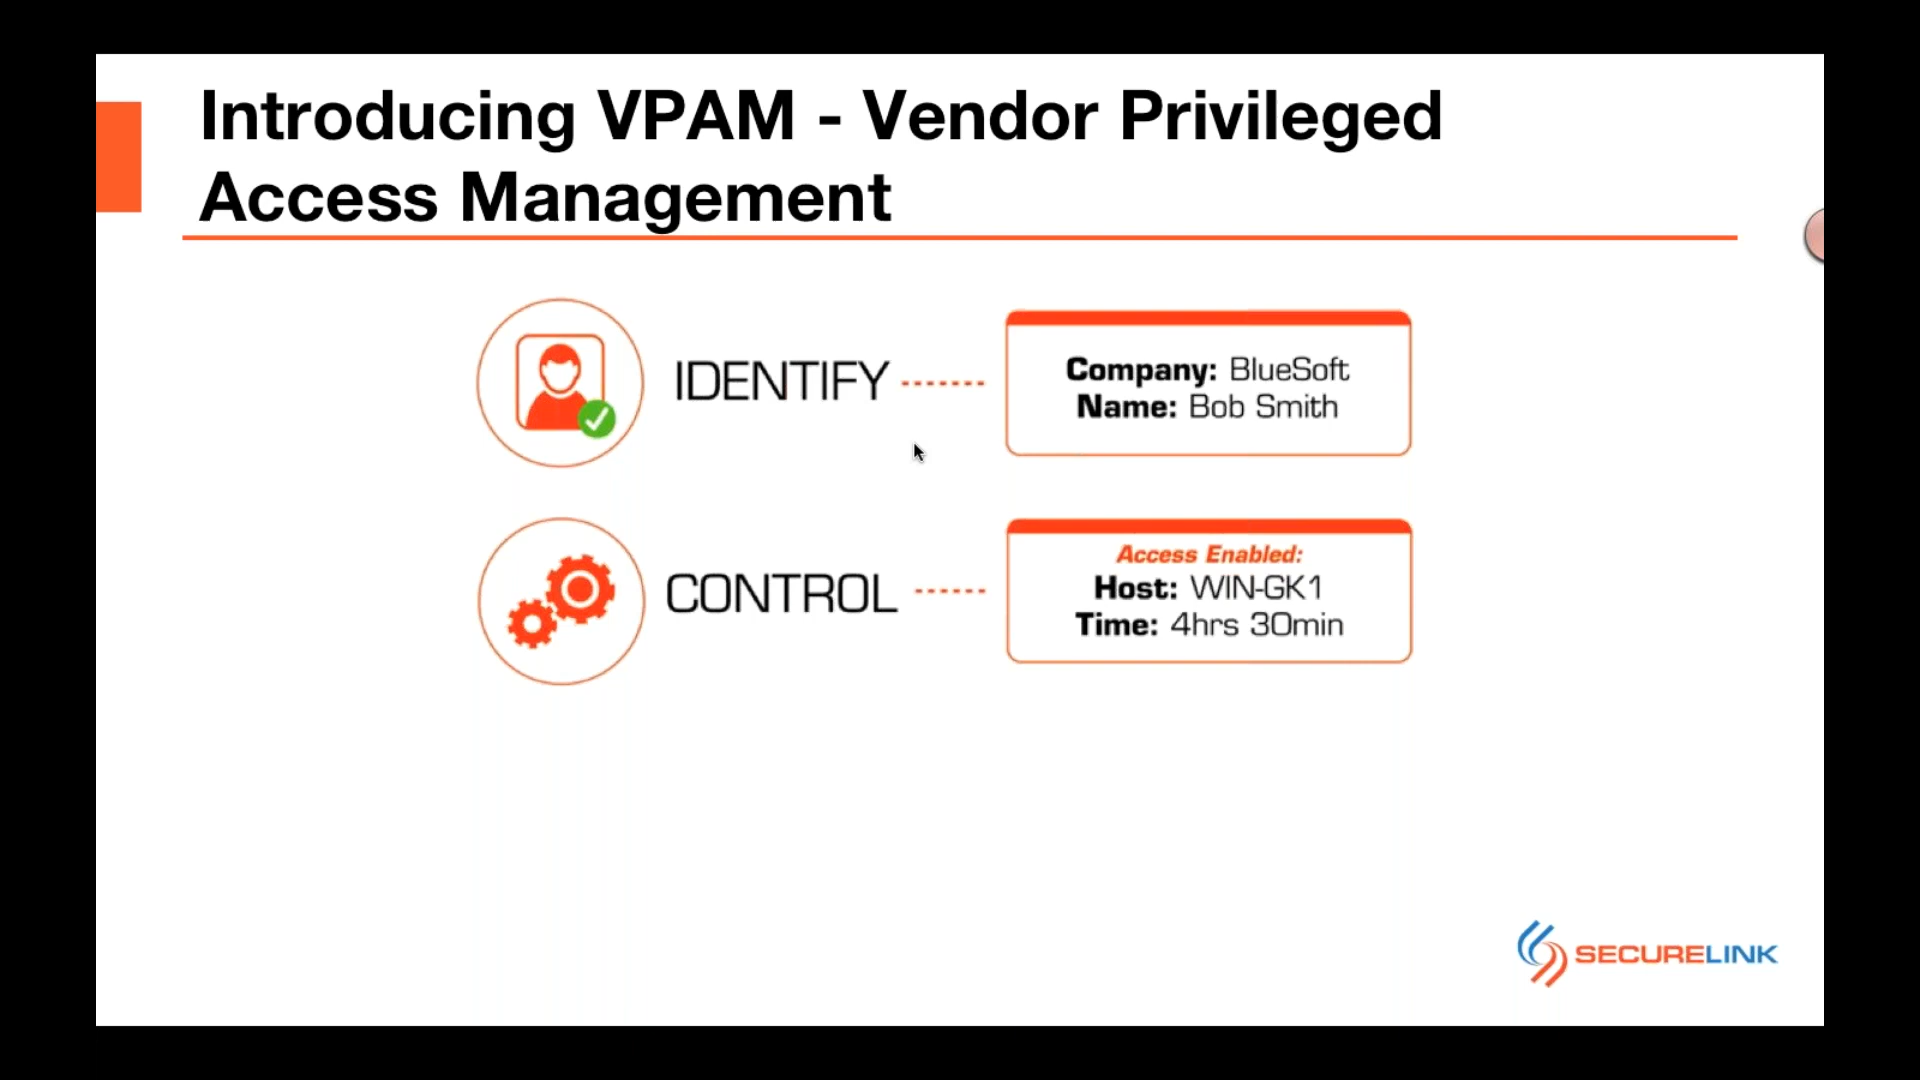 Introducing VPAM - Vendor Privileged
Access Management
IDENTIFY
Company: BlueSoft
Name: Bob Smith
CONTROL
Access Enabled:
Host: WIN-GK1
Time: 4hrs 30min
SECURELINK